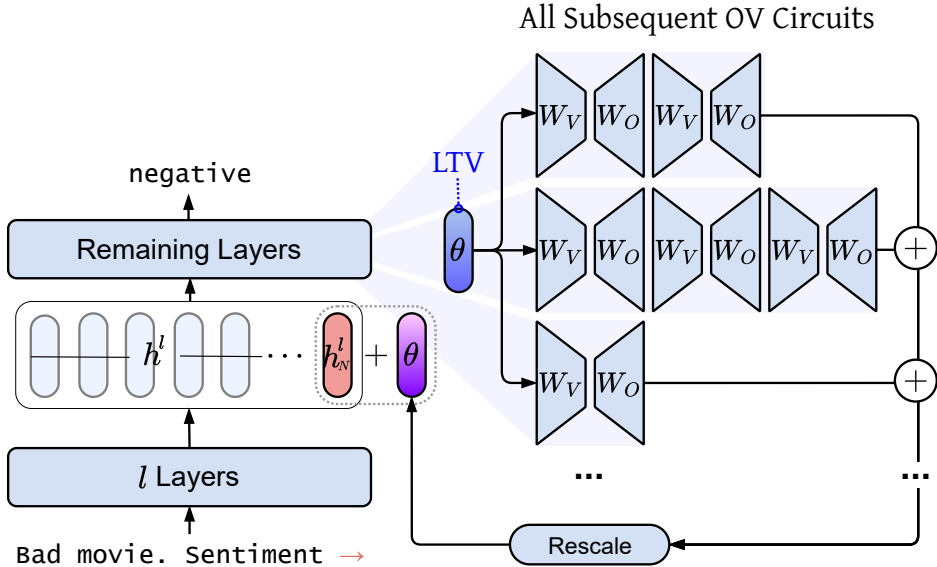 All Subsequent OV Circuits
W_V W_O W_V W_O
negative
LTV
Remaining Layers
θ
W_V W_O W_V W_O W_V W_O
+
h^l ... h_N^l + θ
W_V W_O
+
l Layers
... ...
Bad movie. Sentiment →
Rescale